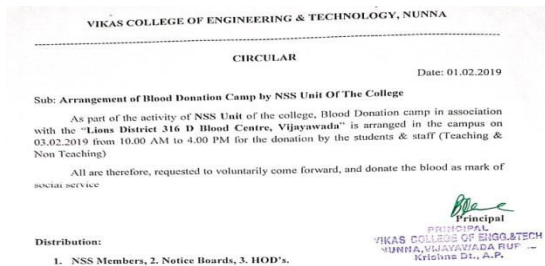 VIKAS COLLEGE OF ENGINEERING & TECHNOLOGY, NUNNA
CIRCULAR
Date: 01.02.2019
Sub: Arrangement of Blood Donation Camp by NSS Unit Of The College
As part of the activity of NSS Unit of the college, Blood Donation camp in association
with the “Lions District 316 D Blood Centre, Vijayawada” is arranged in the campus on
03.02.2019 from 10.00 AM to 4.00 PM for the donation by the students & staff (Teaching &
Non Teaching)
All are therefore, requested to voluntarily come forward, and donate the blood as mark of
social service
Principal
PRINCIPAL
VIKAS COLLEGE OF ENGG.&TECH
NUNNA, VIJAYAWADA RUR
Krishna Dt., A.P.
Distribution:
1. NSS Members, 2. Notice Boards, 3. HOD's.